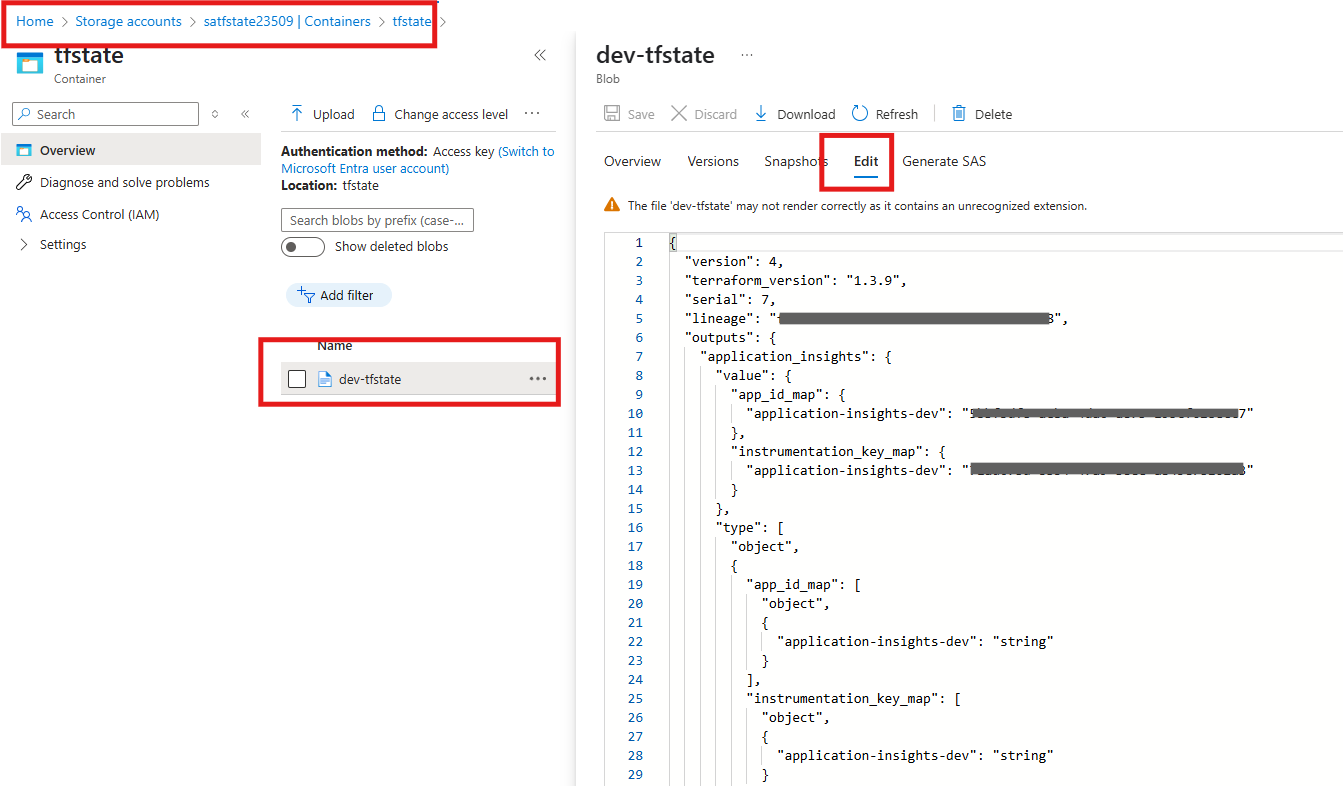 Home > Storage accounts > satfstate23509 | Containers > tfstate >
tfstate
Container
Search
Overview
Diagnose and solve problems
Access Control (IAM)
Settings
Upload
Change access level
Authentication method: Access key (Switch to
Microsoft Entra user account)
Location: tfstate
Search blobs by prefix (case-...
Show deleted blobs
Add filter
Name
dev-tfstate
dev-tfstate
Blob
Save
Discard
Download
Refresh
Delete
Overview
Versions
Snapshots
Edit
Generate SAS
The file 'dev-tfstate' may not render correctly as it contains an unrecognized extension.
1 {
2 "version": 4,
3 "terraform_version": "1.3.9",
4 "serial": 7,
5 "lineage": "
6 "outputs": {
7 "application_insights": {
8 "value": {
9 "app_id_map": {
10 "application-insights-dev": "
11 },
12 "instrumentation_key_map": {
13 "application-insights-dev": "
14 }
15 },
16 "type": [
17 "object",
18 {
19 "app_id_map": [
20 "object",
21 {
22 "application-insights-dev": "string"
23 }
24 ],
25 "instrumentation_key_map": [
26 "object",
27 {
28 "application-insights-dev": "string"
29 }